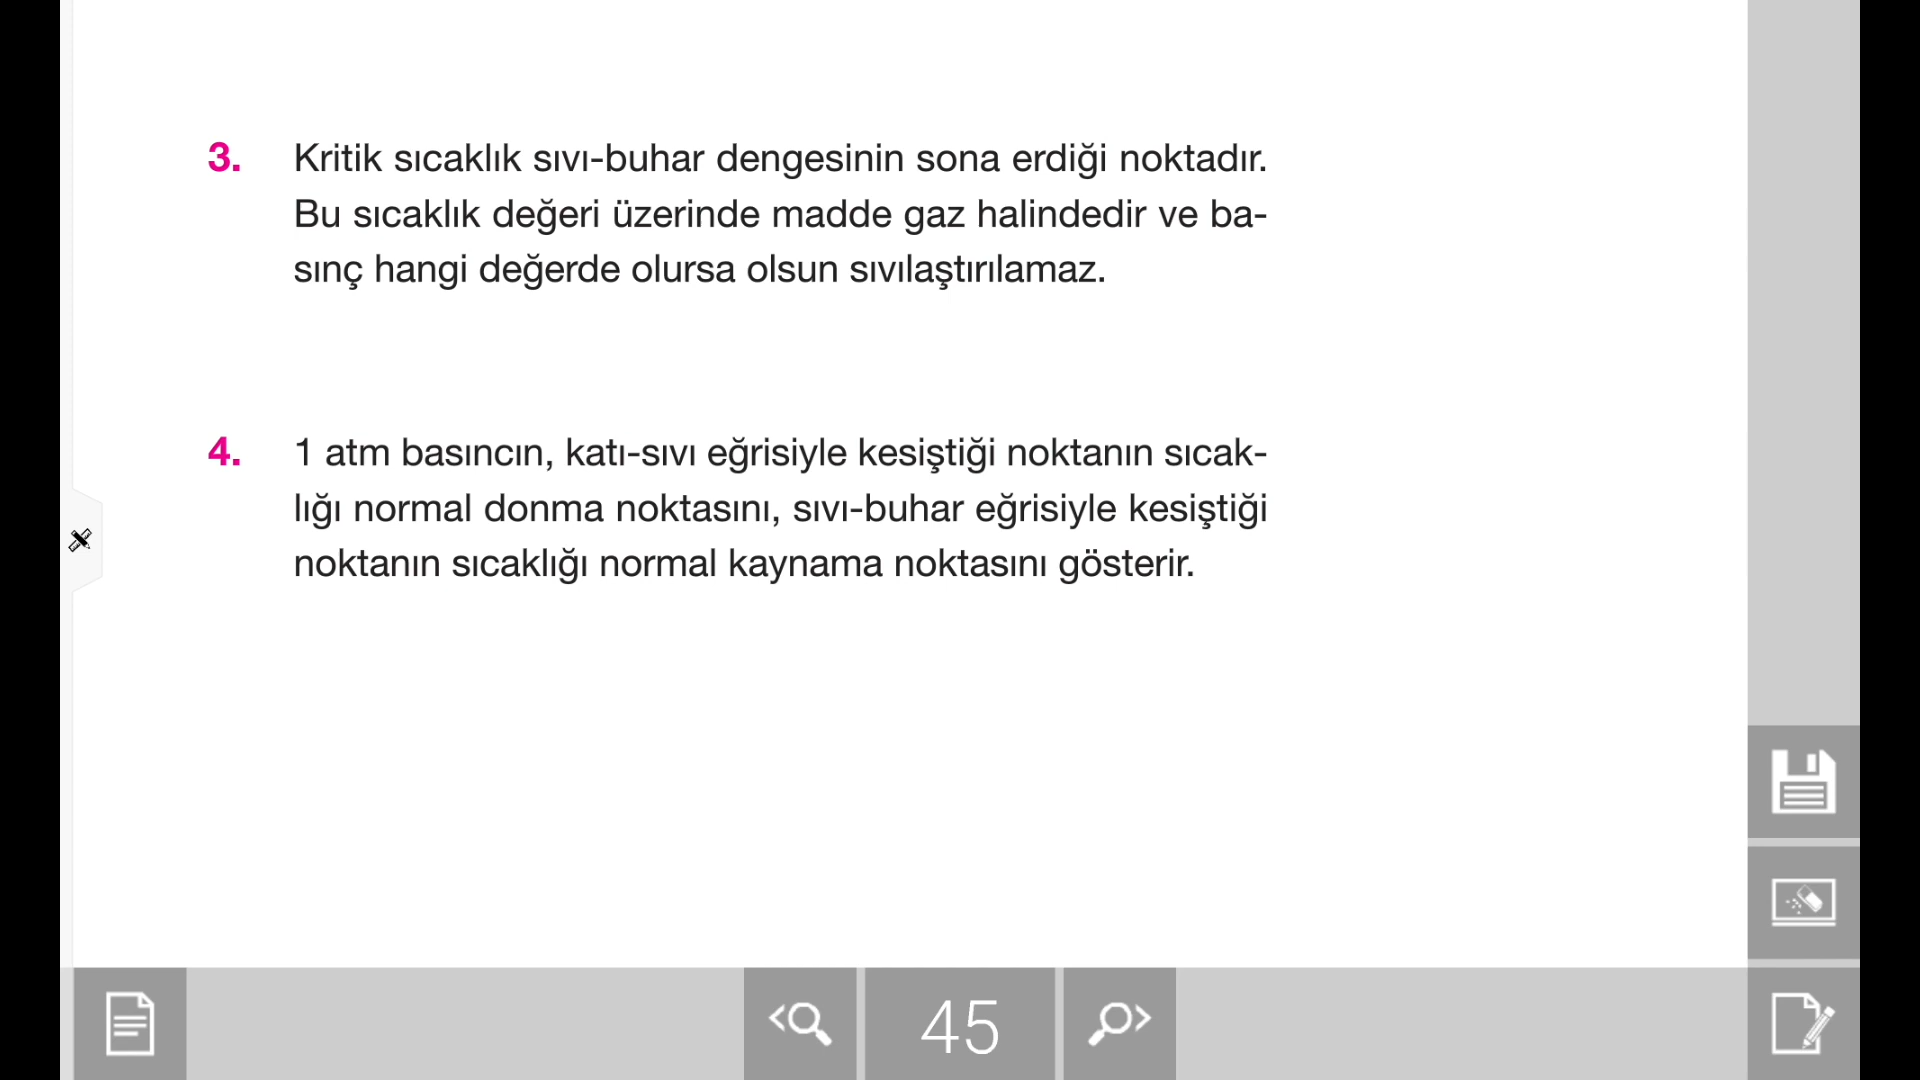 3. Kritik sıcaklık sıvı-buhar dengesinin sona erdiği noktadır.
Bu sıcaklık değeri üzerinde madde gaz halindedir ve ba-
sınç hangi değerde olursa olsun sıvılaştırılamaz.
4. 1 atm basıncın, katı-sıvı eğrisiyle kesiştiği noktanın sıcak-
lığı normal donma noktasını, sıvı-buhar eğrisiyle kesiştiği
noktanın sıcaklığı normal kaynama noktasını gösterir.
45